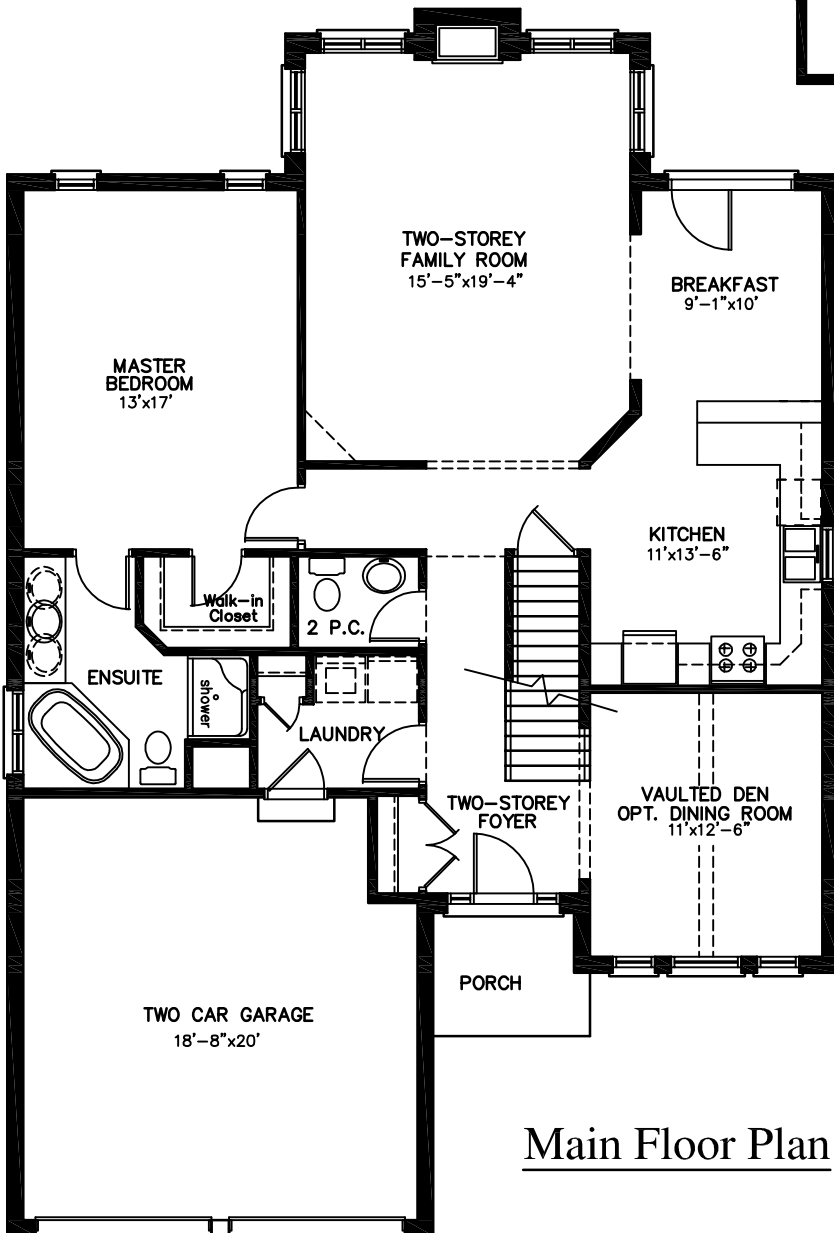 TWO-STOREY
FAMILY ROOM
15'-5"x19'-4"
BREAKFAST
9'-1"x10'
MASTER
BEDROOM
13'x17'
KITCHEN
11'x13'-6"
Walk-in
Closet
2 P.C.
ENSUITE
shower
LAUNDRY
TWO-STOREY
FOYER
VAULTED DEN
OPT. DINING ROOM
11'x12'-6"
PORCH
TWO CAR GARAGE
18'-8"x20'
Main Floor Plan